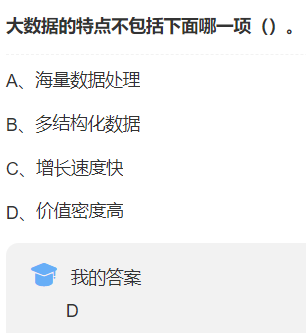 大数据的特点不包括下面哪一项（）。
A、海量数据处理
B、多结构化数据
C、增长速度快
D、价值密度高
我的答案
D